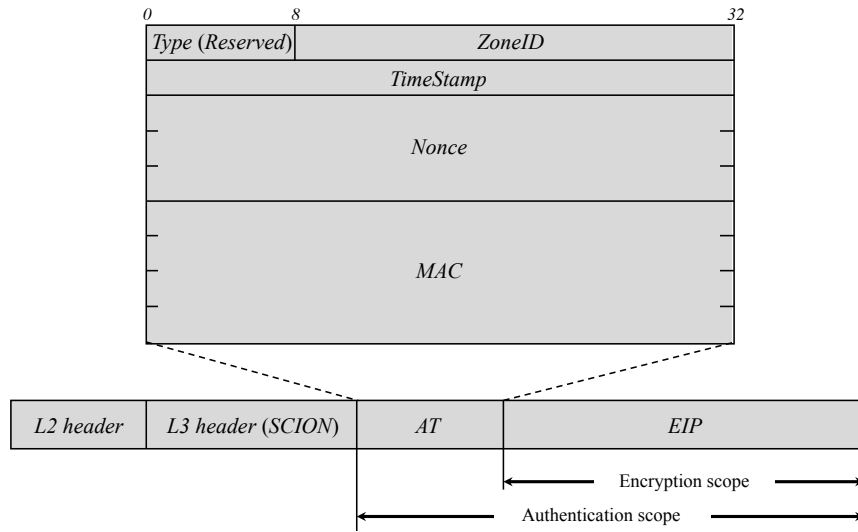 0 8 32
Type (Reserved) ZoneID
TimeStamp
Nonce
MAC
L2 header L3 header (SCION) AT EIP
Encryption scope
Authentication scope